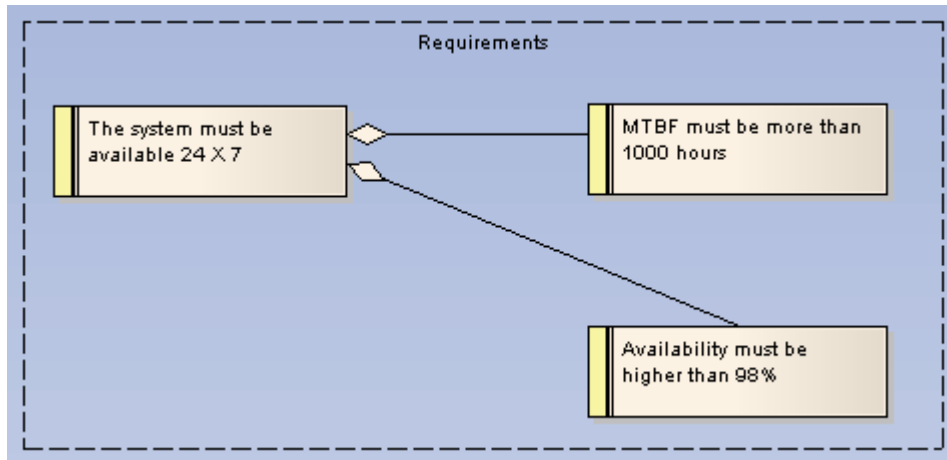 Requirements
The system must be
available 24 X 7
MTBF must be more than
1000 hours
Availability must be
higher than 98%